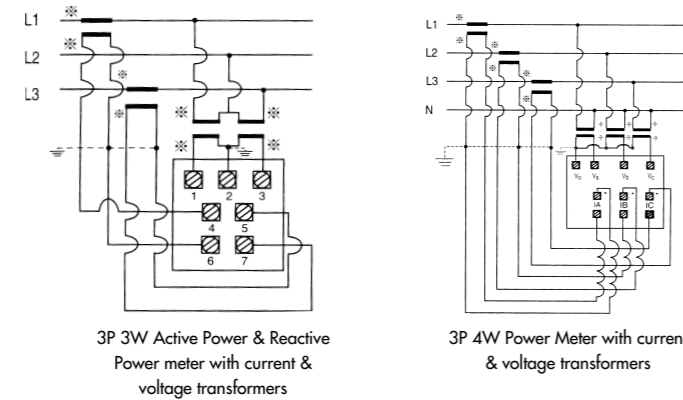 L1
L2
L3
1 2 3
4 5
6 7
3P 3W Active Power & Reactive
Power meter with current &
voltage transformers
L1
L2
L3
N
IA IB IC
3P 4W Power Meter with curren
& voltage transformers